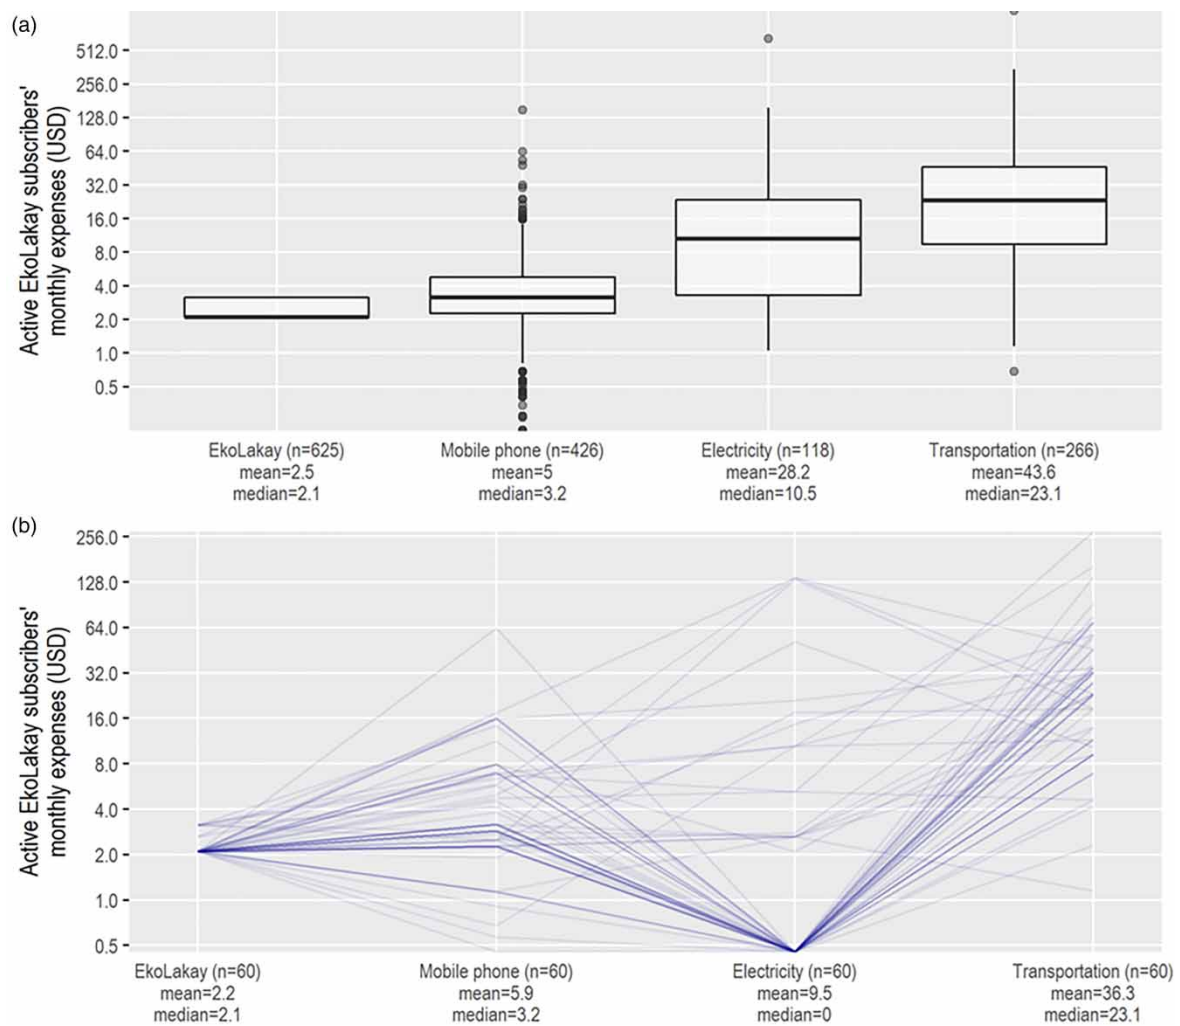 (a)
Active EkoLakay subscribers'
monthly expenses (USD)
512.0
256.0
128.0
64.0
32.0
16.0
8.0
4.0
2.0
1.0
0.5
EkoLakay (n=625)
mean=2.5
median=2.1
Mobile phone (n=426)
mean=5
median=3.2
Electricity (n=118)
mean=28.2
median=10.5
Transportation (n=266)
mean=43.6
median=23.1
(b)
Active EkoLakay subscribers'
monthly expenses (USD)
256.0
128.0
64.0
32.0
16.0
8.0
4.0
2.0
1.0
0.5
EkoLakay (n=60)
mean=2.2
median=2.1
Mobile phone (n=60)
mean=5.9
median=3.2
Electricity (n=60)
mean=9.5
median=0
Transportation (n=60)
mean=36.3
median=23.1